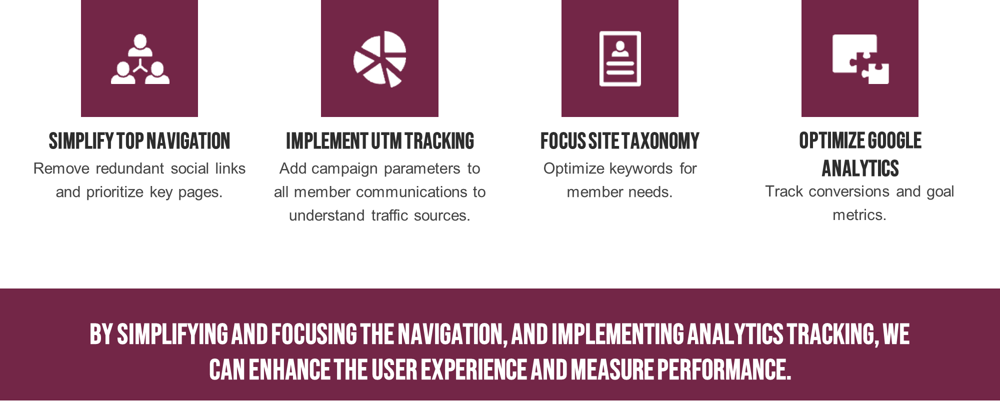 SIMPLIFY TOP NAVIGATION
Remove redundant social links
and prioritize key pages.
IMPLEMENT UTM TRACKING
Add campaign parameters to
all member communications to
understand traffic sources.
FOCUS SITE TAXONOMY
Optimize keywords for
member needs.
OPTIMIZE GOOGLE
ANALYTICS
Track conversions and goal
metrics.
BY SIMPLIFYING AND FOCUSING THE NAVIGATION, AND IMPLEMENTING ANALYTICS TRACKING, WE
CAN ENHANCE THE USER EXPERIENCE AND MEASURE PERFORMANCE.